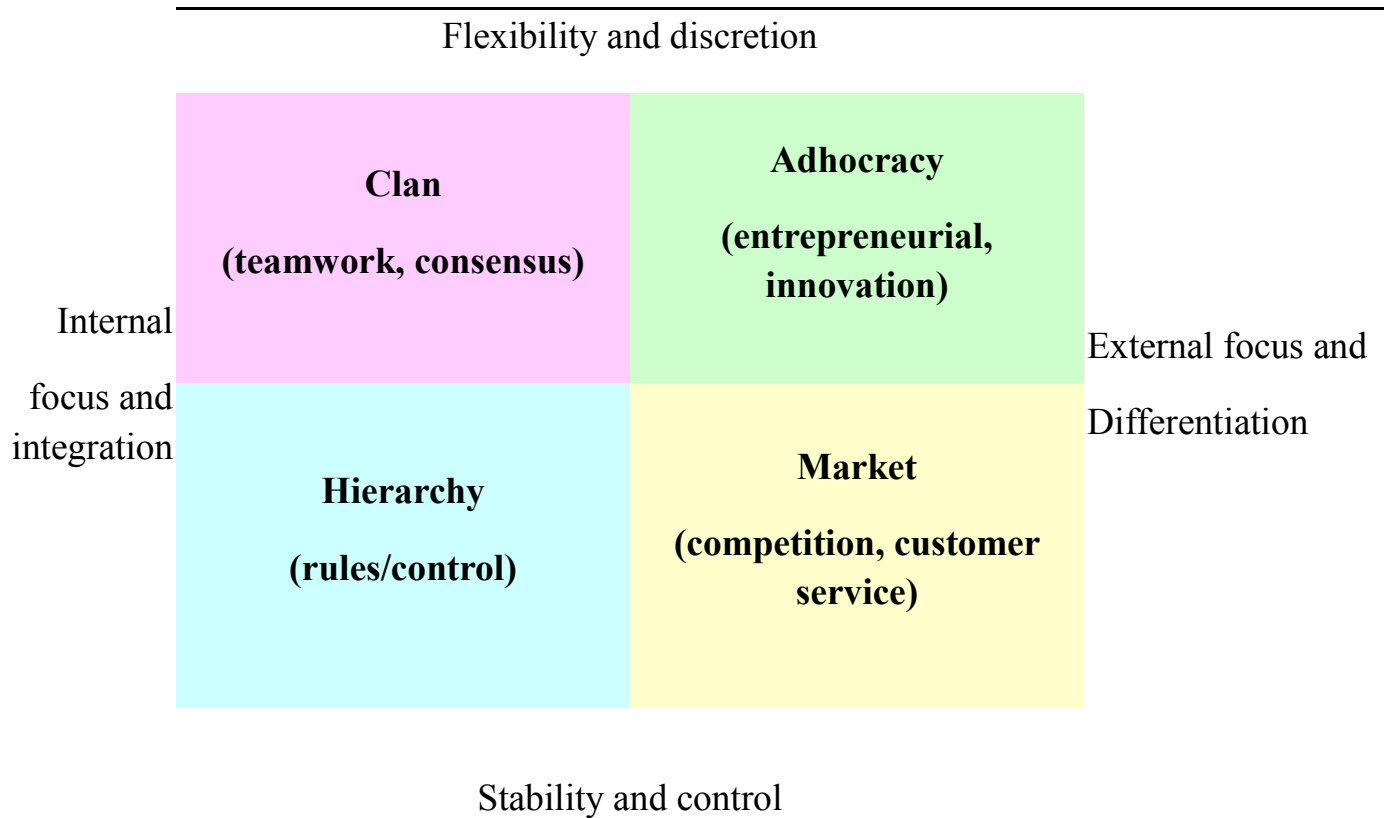 Flexibility and discretion
Clan
(teamwork, consensus)
Adhocracy
(entrepreneurial,
innovation)
Internal
focus and
integration
External focus and
Differentiation
Hierarchy
(rules/control)
Market
(competition, customer
service)
Stability and control